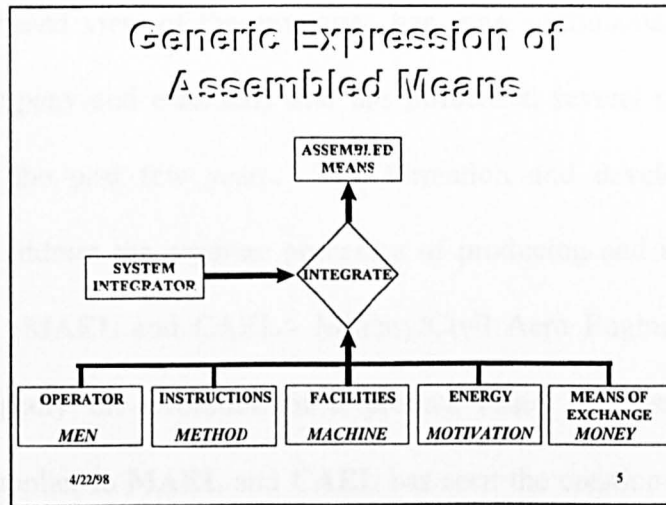 Generic Expression of
Assembled Means
ASSEMBLED
MEANS
SYSTEM
INTEGRATOR
INTEGRATE
OPERATOR
MEN
INSTRUCTIONS
METHOD
FACILITIES
MACHINE
ENERGY
MOTIVATION
MEANS OF
EXCHANGE
MONEY
4/22/98